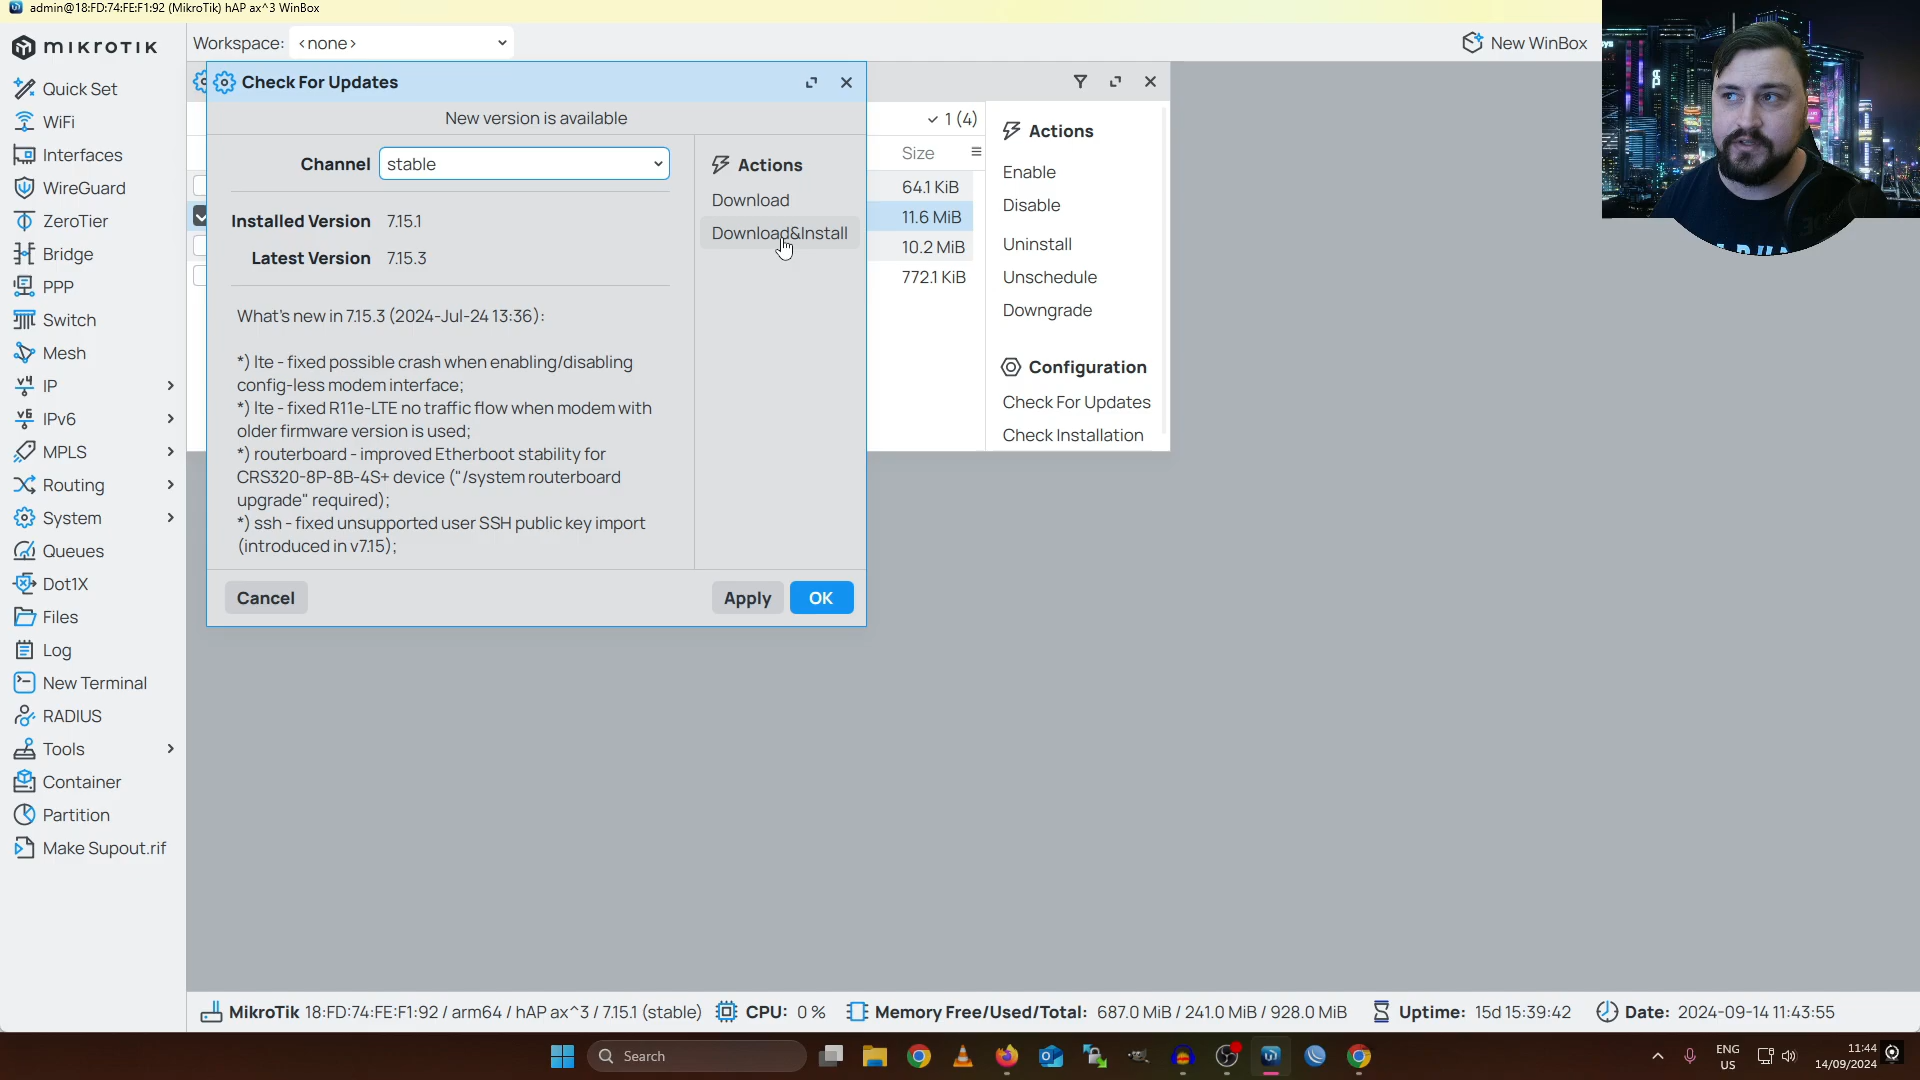 admin@18:FD:74:FE:F1:92 (MikroTik) hAP ax^3 WinBox
MIKROTIK
Workspace: <none>
New WinBox
Quick Set
WiFi
Interfaces
WireGuard
ZeroTier
Bridge
PPP
Switch
Mesh
IP
IPv6
MPLS
Routing
System
Queues
Dot1X
Files
Log
New Terminal
RADIUS
Tools
Container
Partition
Make Supout.rif
Check For Updates
New version is available
Channel stable
Installed Version 7.15.1
Latest Version 7.15.3
What's new in 7.15.3 (2024-Jul-24 13:36):
*) lte - fixed possible crash when enabling/disabling
config-less modem interface;
*) lte - fixed R11e-LTE no traffic flow when modem with
older firmware version is used;
*) routerboard - improved Etherboot stability for
CRS320-8P-8B-4S+ device ("/system routerboard
upgrade" required);
*) ssh - fixed unsupported user SSH public key import
(introduced in v7.15);
Actions
Download
Download&Install
Cancel
Apply
OK
1 (4)
Size
64.1 KiB
11.6 MiB
10.2 MiB
772.1 KiB
Actions
Enable
Disable
Uninstall
Unschedule
Downgrade
Configuration
Check For Updates
Check Installation
MikroTik 18:FD:74:FE:F1:92 / arm64 / hAP ax^3 / 7.15.1 (stable) CPU: 0 % Memory Free/Used/Total: 687.0 MiB / 241.0 MiB / 928.0 MiB Uptime: 15d 15:39:42 Date: 2024-09-14 11:43:55
Search
ENG
US
11:44
14/09/2024